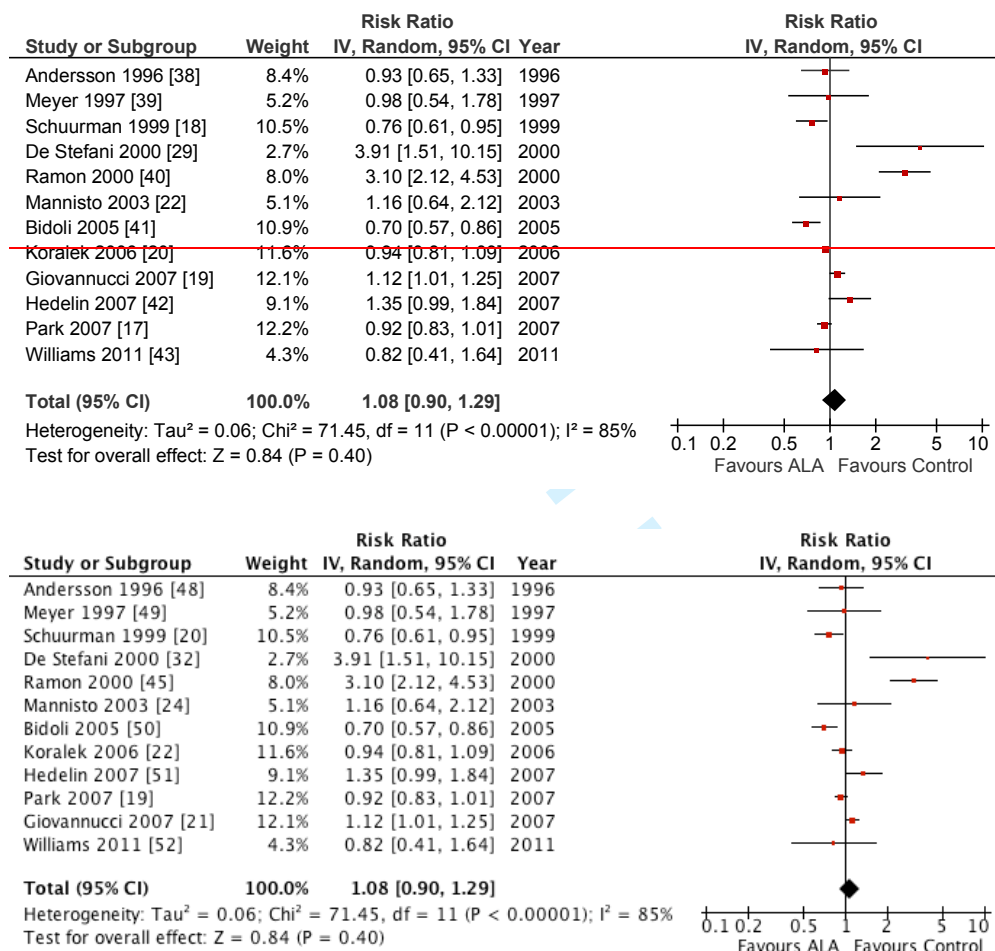 Risk Ratio Risk Ratio
Study or Subgroup Weight IV, Random, 95% CI Year IV, Random, 95% CI
Andersson 1996 [38] 8.4% 0.93 [0.65, 1.33] 1996
Meyer 1997 [39] 5.2% 0.98 [0.54, 1.78] 1997
Schuurman 1999 [18] 10.5% 0.76 [0.61, 0.95] 1999
De Stefani 2000 [29] 2.7% 3.91 [1.51, 10.15] 2000
Ramon 2000 [40] 8.0% 3.10 [2.12, 4.53] 2000
Mannisto 2003 [22] 5.1% 1.16 [0.64, 2.12] 2003
Bidoli 2005 [41] 10.9% 0.70 [0.57, 0.86] 2005
Koralek 2006 [20] 11.6% 0.94 [0.81, 1.09] 2006
Giovannucci 2007 [19] 12.1% 1.12 [1.01, 1.25] 2007
Hedelin 2007 [42] 9.1% 1.35 [0.99, 1.84] 2007
Park 2007 [17] 12.2% 0.92 [0.83, 1.01] 2007
Williams 2011 [43] 4.3% 0.82 [0.41, 1.64] 2011
Total (95% CI) 100.0% 1.08 [0.90, 1.29]
Heterogeneity: Tau² = 0.06; Chi² = 71.45, df = 11 (P < 0.00001); I² = 85%
0.1 0.2 0.5 1 2 5 10
Test for overall effect: Z = 0.84 (P = 0.40)
Favours ALA Favours Control
Risk Ratio Risk Ratio
Study or Subgroup Weight IV, Random, 95% CI Year IV, Random, 95% CI
Andersson 1996 [48] 8.4% 0.93 [0.65, 1.33] 1996
Meyer 1997 [49] 5.2% 0.98 [0.54, 1.78] 1997
Schuurman 1999 [20] 10.5% 0.76 [0.61, 0.95] 1999
De Stefani 2000 [32] 2.7% 3.91 [1.51, 10.15] 2000
Ramon 2000 [45] 8.0% 3.10 [2.12, 4.53] 2000
Mannisto 2003 [24] 5.1% 1.16 [0.64, 2.12] 2003
Bidoli 2005 [50] 10.9% 0.70 [0.57, 0.86] 2005
Koralek 2006 [22] 11.6% 0.94 [0.81, 1.09] 2006
Hedelin 2007 [51] 9.1% 1.35 [0.99, 1.84] 2007
Park 2007 [19] 12.2% 0.92 [0.83, 1.01] 2007
Giovannucci 2007 [21] 12.1% 1.12 [1.01, 1.25] 2007
Williams 2011 [52] 4.3% 0.82 [0.41, 1.64] 2011
Total (95% CI) 100.0% 1.08 [0.90, 1.29]
Heterogeneity: Tau² = 0.06; Chi² = 71.45, df = 11 (P < 0.00001); I² = 85%
0.1 0.2 0.5 1 2 5 10
Test for overall effect: Z = 0.84 (P = 0.40)
Favours ALA Favours Control